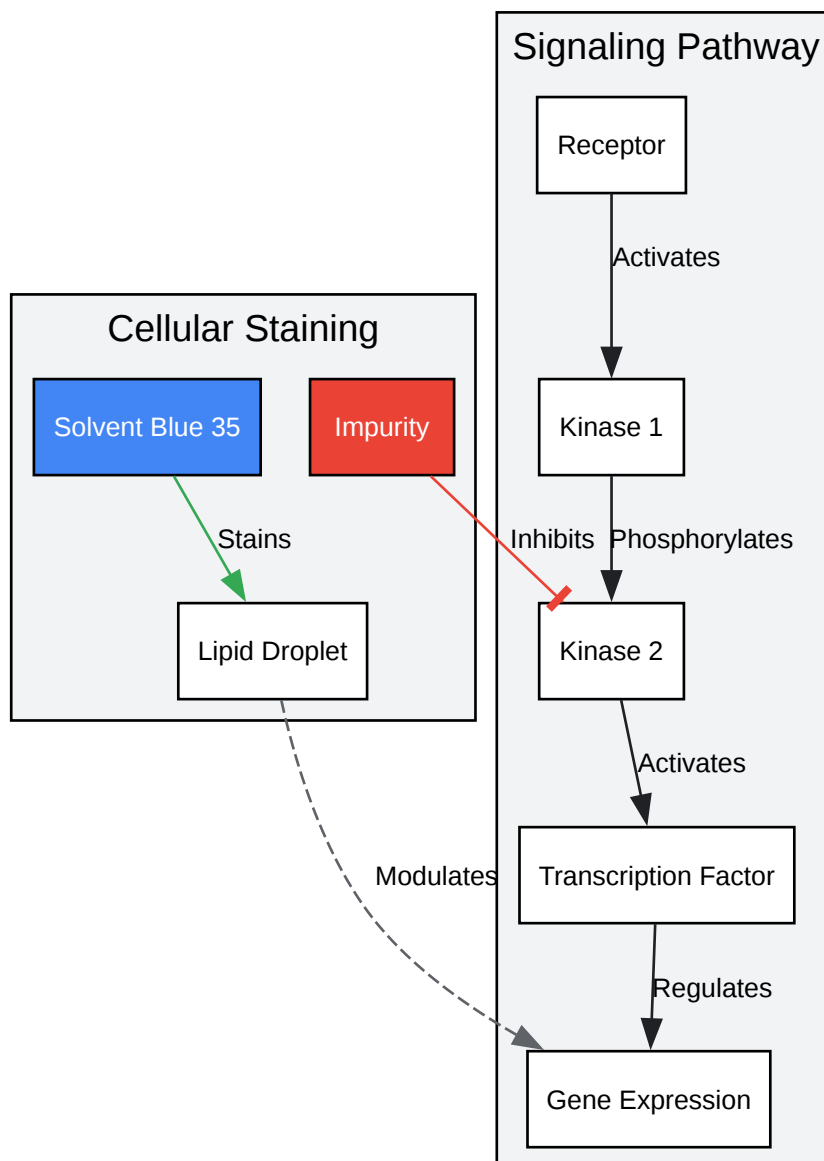 Signaling Pathway
Receptor
Activates
Cellular Staining
Solvent Blue 35
Impurity
Kinase 1
Stains
Inhibits
Phosphorylates
Lipid Droplet
Kinase 2
Activates
Modulates
Transcription Factor
Regulates
Gene Expression